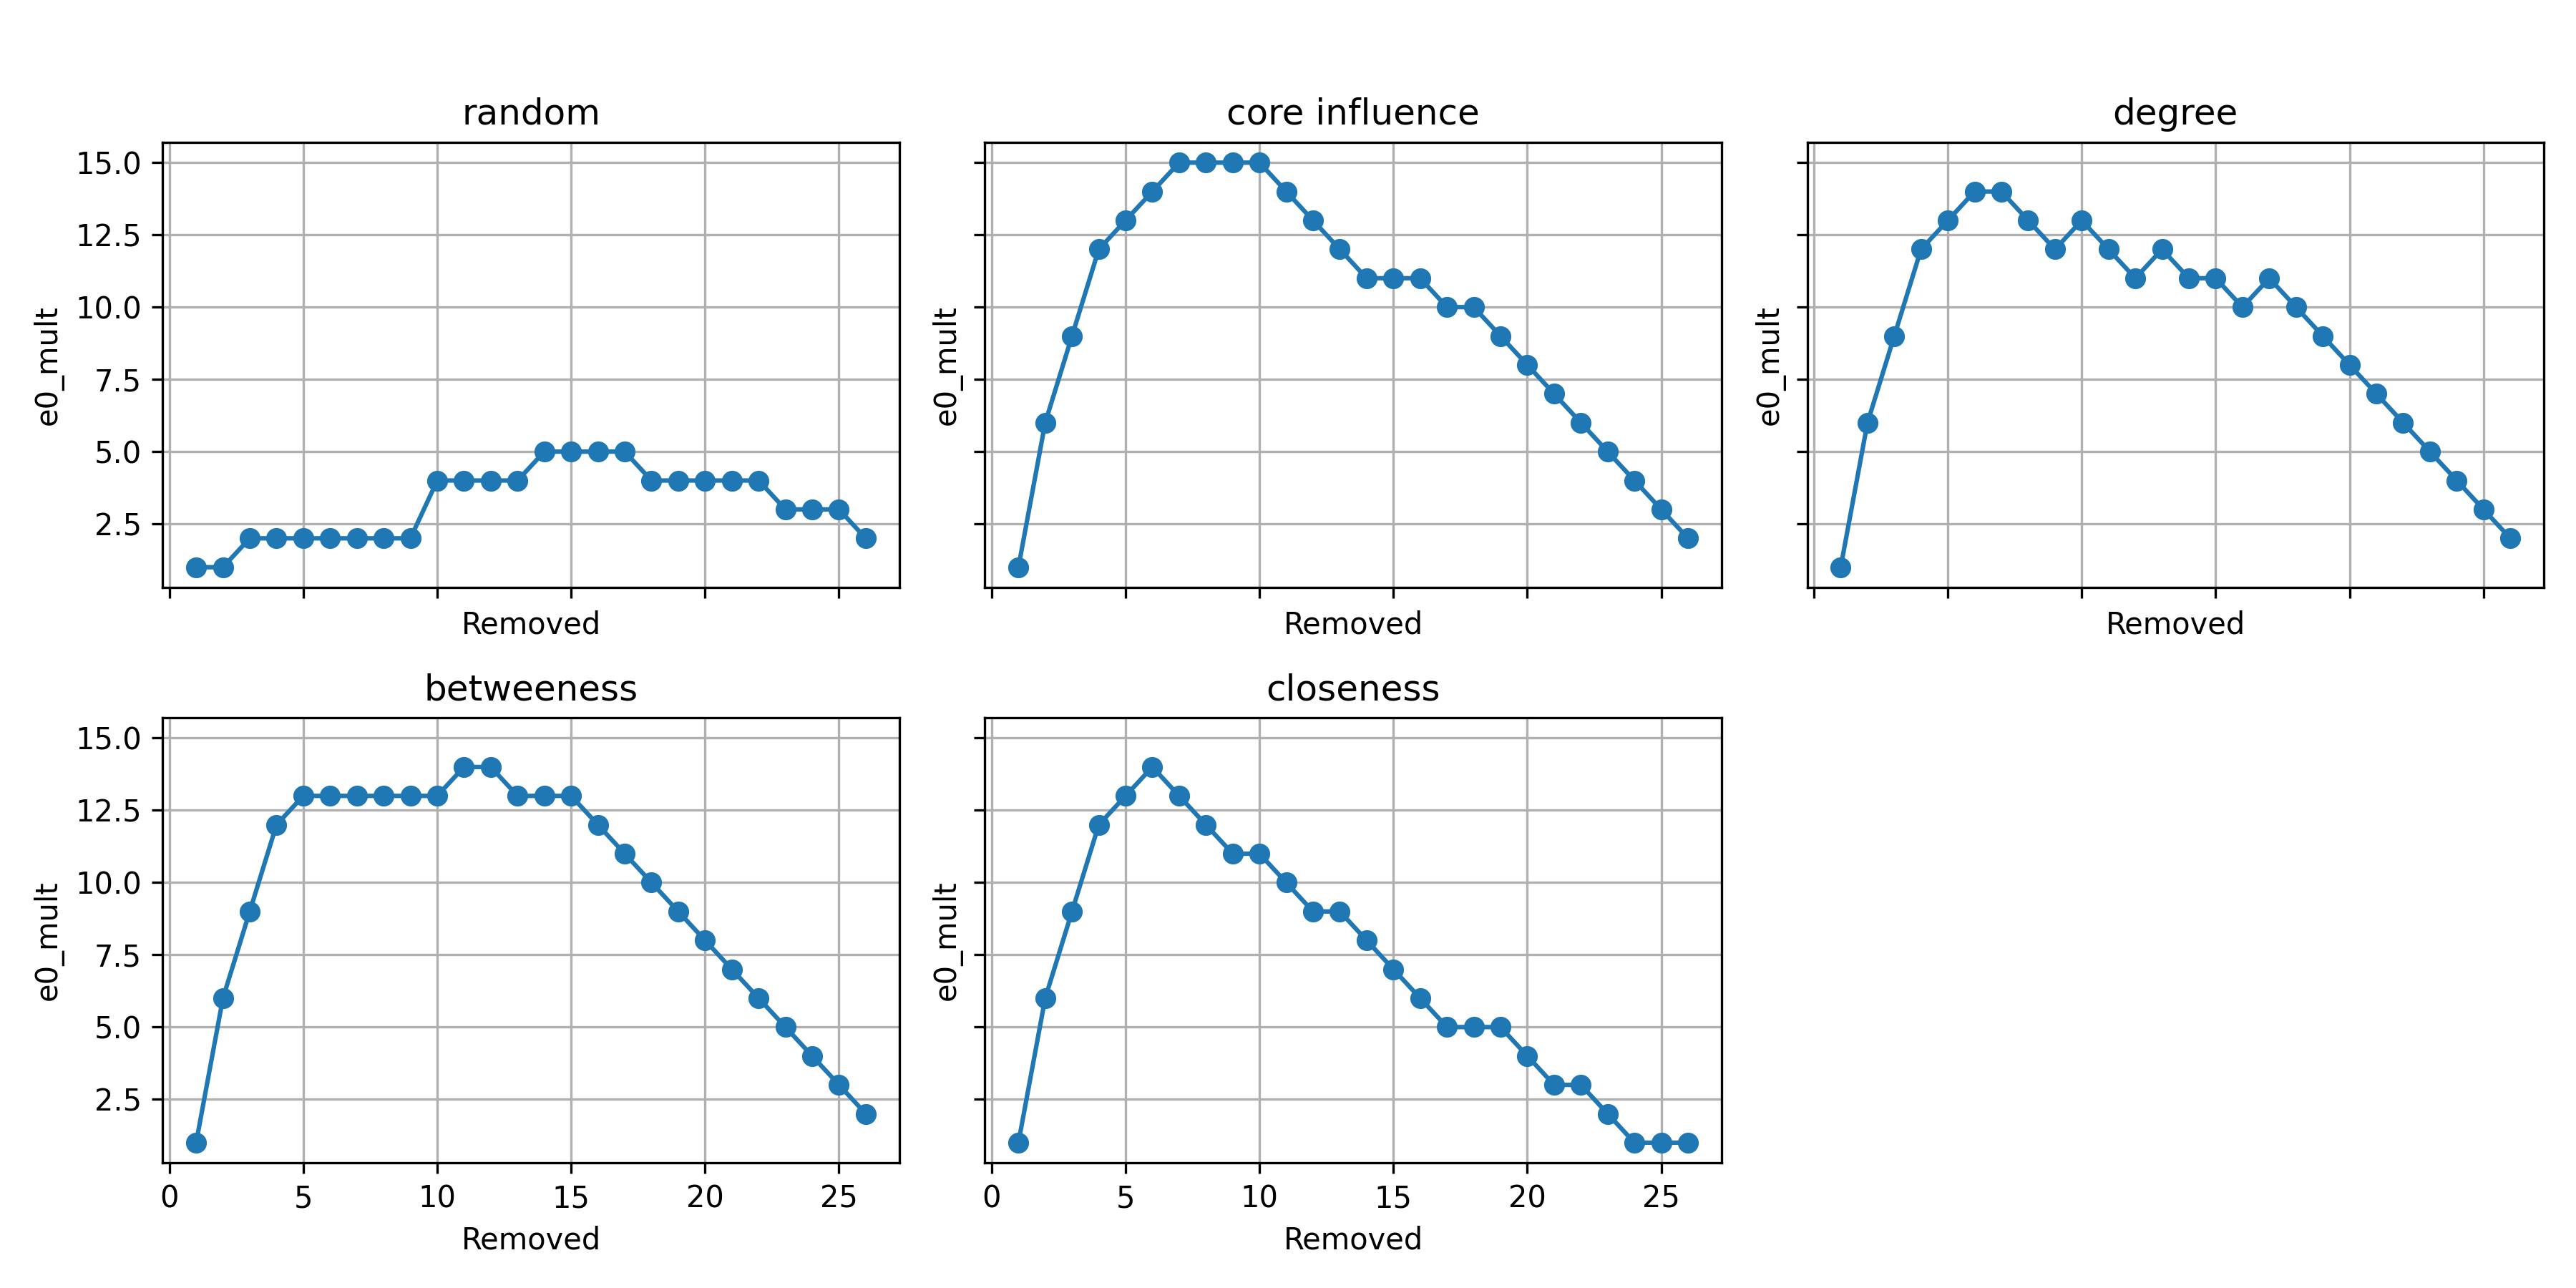 random
core influence
degree
15.0
12.5
10.0
7.5
5.0
2.5
e0_mult
e0_mult
e0_mult
Removed
Removed
Removed
betweeness
closeness
15.0
12.5
10.0
7.5
5.0
2.5
e0_mult
e0_mult
0 5 10 15 20 25
0 5 10 15 20 25
Removed
Removed